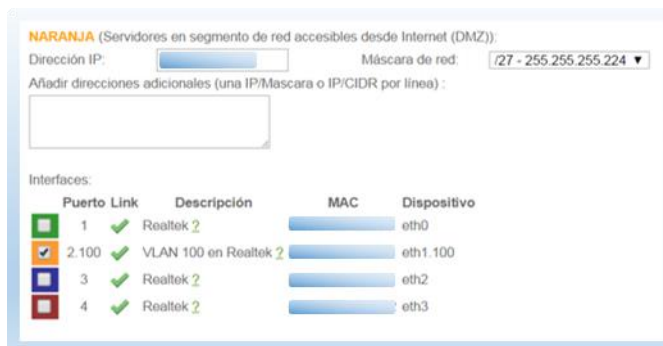 NARANJA (Servidores en segmento de red accesibles desde Internet (DMZ)):
Dirección IP: Máscara de red: /27 - 255.255.255.224
Añadir direcciones adicionales (una IP/Mascara o IP/CIDR por línea) :
Interfaces:
Puerto Link Descripción MAC Dispositivo
1 Realtek ? eth0
2.100 VLAN 100 en Realtek ? eth1.100
3 Realtek ? eth2
4 Realtek ? eth3